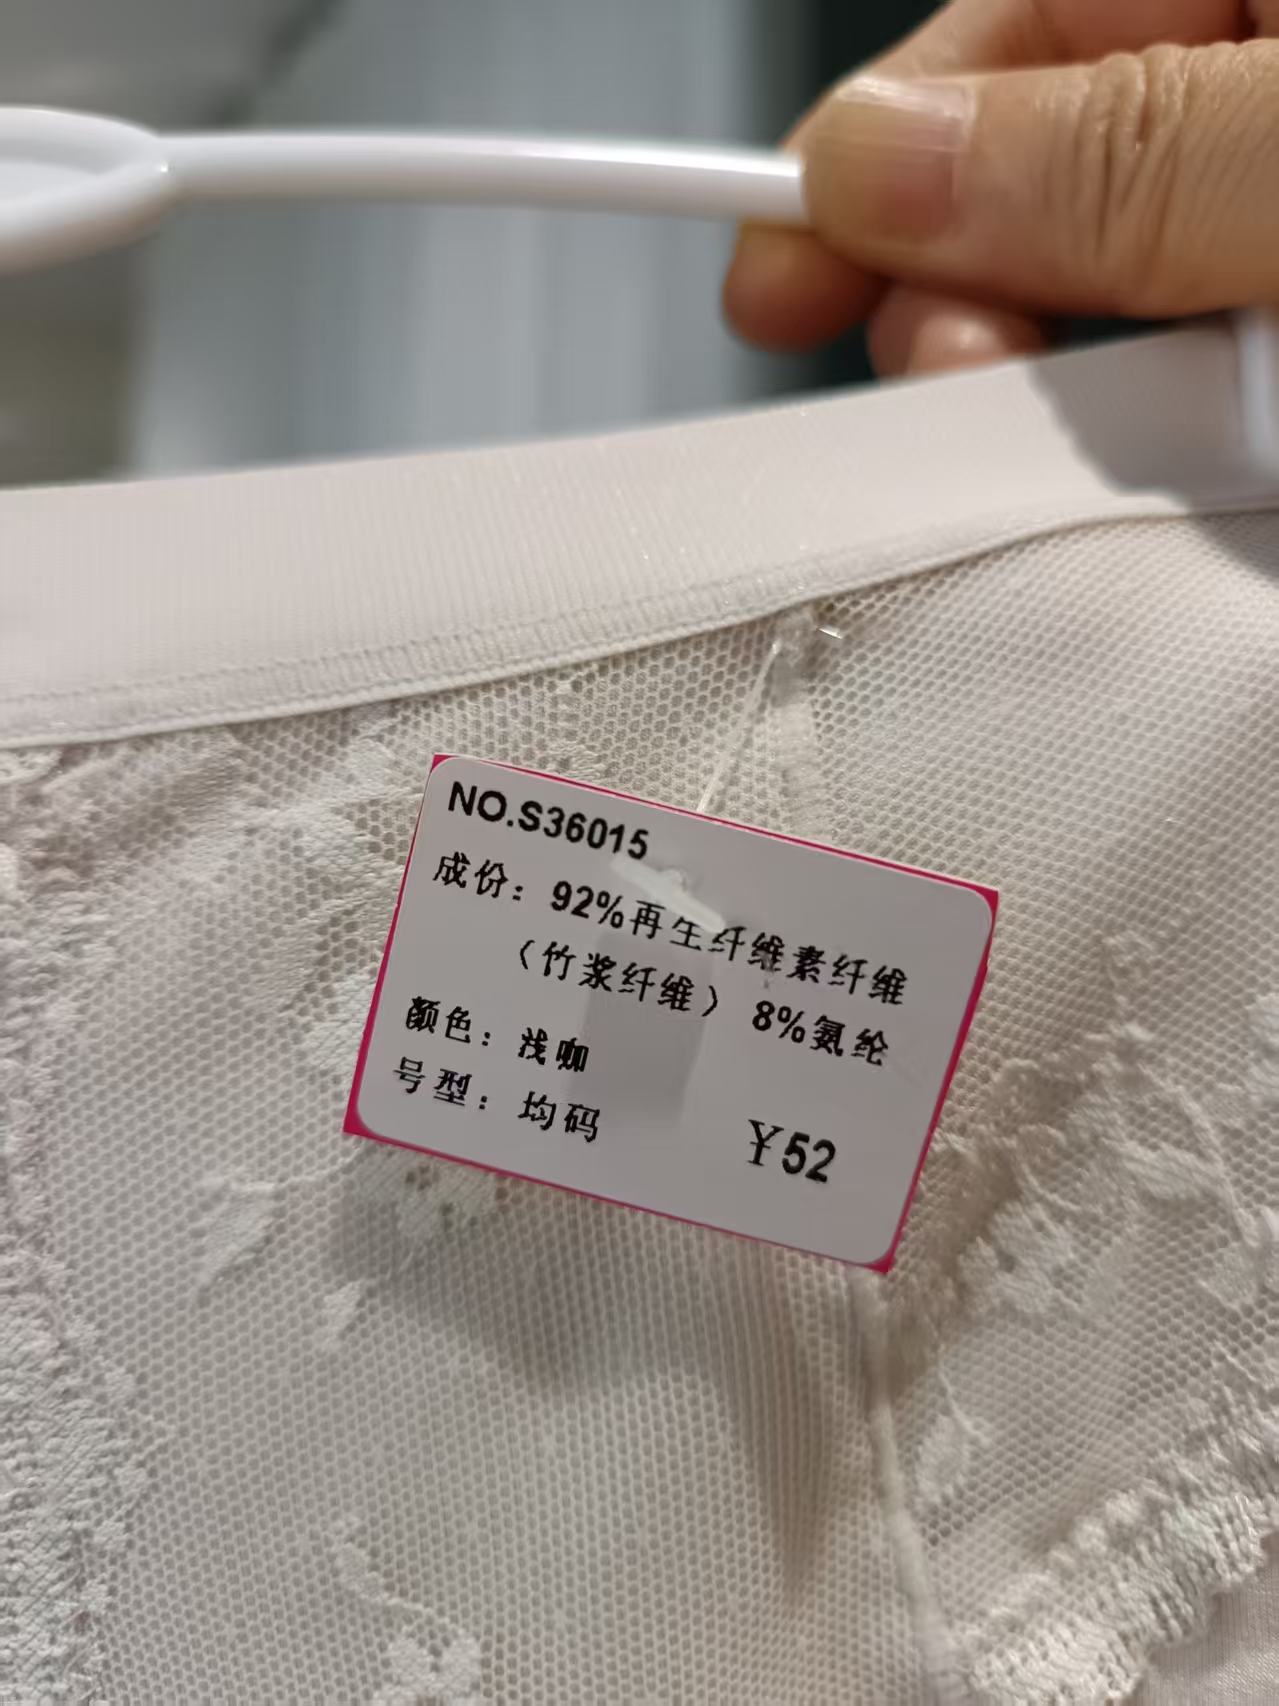 NO.S36015
成份：92%再生纤维素纤维
（竹浆纤维） 8%氨纶
颜色：浅咖
号型：均码
¥52